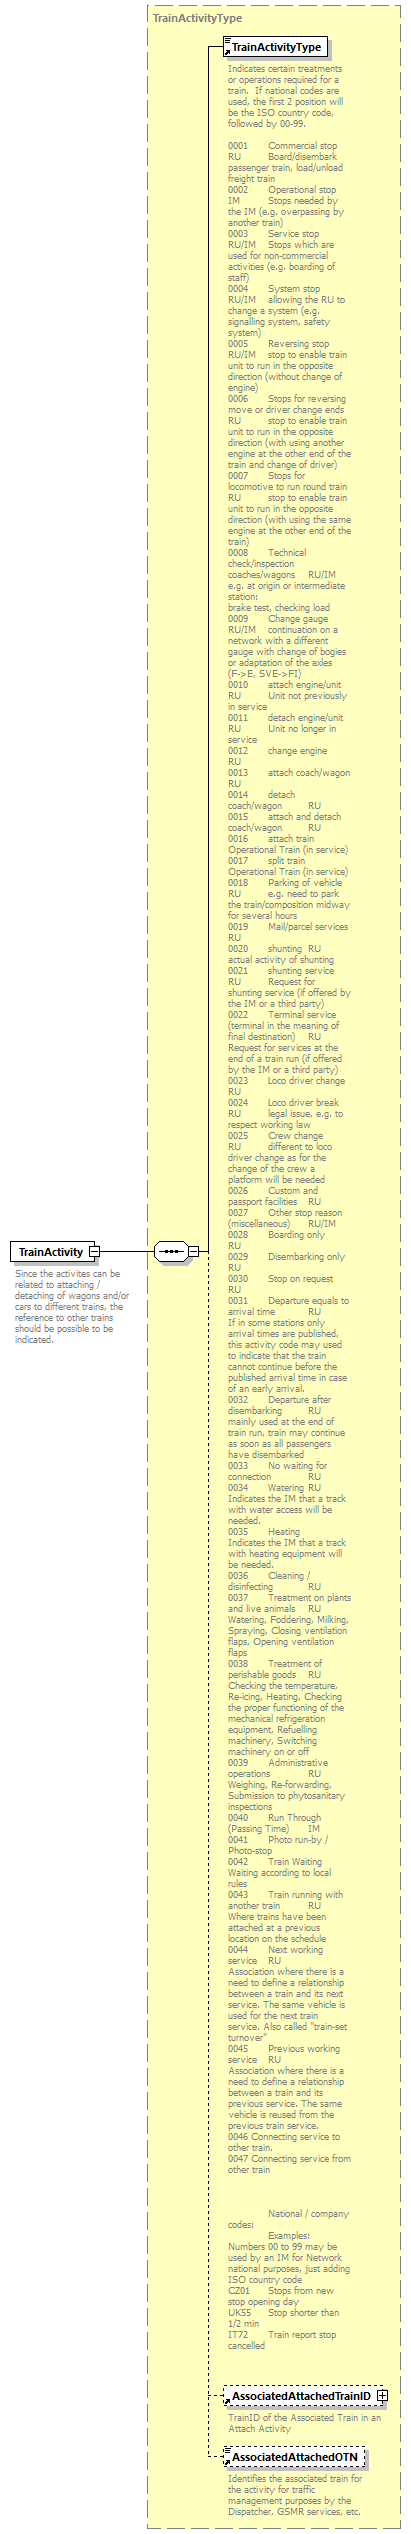 TrainActivityType
TrainActivityType
Indicates certain treatments
or operations required for a
train.  If national codes are
used, the first 2 position will
be the ISO country code,
followed by 00-99.
0001 Commercial stop
RU Board/disembark
passenger train, load/unload
freight train
0002 Operational stop
IM Stops needed by
the IM (e.g. overpassing by
another train)
0003 Service stop
RU/IM Stops which are
used for non-commercial
activities (e.g. boarding of
staff)
0004 System stop
RU/IM allowing the RU to
change a system (e.g.
signalling system, safety
system)
0005 Reversing stop
RU/IM stop to enable train
unit to run in the opposite
direction (without change of
engine)
0006 Stops for reversing
move or driver change ends
RU stop to enable train
unit to run in the opposite
direction (with using another
engine at the other end of the
train and change of driver)
0007 Stops for
locomotive to run round train
RU stop to enable train
unit to run in the opposite
direction (with using the same
engine at the other end of the
train)
0008 Technical
check/inspection
coaches/wagons RU/IM
e.g. at origin or intermediate
station:
brake test, checking load
0009 Change gauge
RU/IM continuation on a
network with a different
gauge with change of bogies
or adaptation of the axles
(F->E, SVE->FI)
0010 attach engine/unit
RU Unit not previously
in service
0011 detach engine/unit
RU Unit no longer in
service
0012 change engine
RU
0013 attach coach/wagon
RU
0014 detach
coach/wagon RU
0015 attach and detach
coach/wagon RU
0016 attach train
Operational Train (in service)
0017 split train
Operational Train (in service)
0018 Parking of vehicle
RU e.g. need to park
the train/composition midway
for several hours
0019 Mail/parcel services
RU
0020 shunting RU
actual activity of shunting
0021 shunting service
RU Request for
shunting service (if offered by
the IM or a third party)
0022 Terminal service
(terminal in the meaning of
final destination) RU
Request for services at the
end of a train run (if offered
by the IM or a third party)
0023 Loco driver change
RU
0024 Loco driver break
RU legal issue, e.g. to
respect working law
0025 Crew change
RU different to loco
driver change as for the
change of the crew a
platform will be needed
0026 Custom and
passport facilities RU
0027 Other stop reason
(miscellaneous) RU/IM
0028 Boarding only
RU
0029 Disembarking only
RU
0030 Stop on request
RU
0031 Departure equals to
arrival time RU
If in some stations only
arrival times are published,
this activity code may used
to indicate that the train
cannot continue before the
published arrival time in case
of an early arrival.
0032 Departure after
disembarking RU
mainly used at the end of
train run, train may continue
as soon as all passengers
have disembarked
0033 No waiting for
connection RU
0034 Watering RU
Indicates the IM that a track
with water access will be
needed.
0035 Heating
Indicates the IM that a track
with heating equipment will
be needed.
0036 Cleaning /
disinfecting RU
0037 Treatment on plants
and live animals RU
Watering, Foddering, Milking,
Spraying, Closing ventilation
flaps, Opening ventilation
flaps
0038 Treatment of
perishable goods RU
Checking the temperature,
Re-icing, Heating, Checking
the proper functioning of the
mechanical refrigeration
equipment, Refuelling
machinery, Switching
machinery on or off
0039 Administrative
operations RU
Weighing, Re-forwarding,
Submission to phytosanitary
inspections
0040 Run Through
(Passing Time) IM
0041 Photo run-by /
Photo-stop
0042 Train Waiting
Waiting according to local
rules
0043 Train running with
another train RU
Where trains have been
attached at a previous
location on the schedule
0044 Next working
service RU
Association where there is a
need to define a relationship
between a train and its next
service. The same vehicle is
used for the next train
service. Also called "train-set
turnover"
0045 Previous working
service RU
Association where there is a
need to define a relationship
between a train and its
previous service. The same
vehicle is reused from the
previous train service.
0046 Connecting service to
other train.
0047 Connecting service from
other train
National / company
codes:
Examples:
Numbers 00 to 99 may be
used by an IM for Network
national purposes, just adding
ISO country code
CZ01 Stops from new
stop opening day
UK55 Stop shorter than
1/2 min
IT72 Train report stop
cancelled
TrainActivity
Since the activites can be
related to attaching /
detaching of wagons and/or
cars to different trains, the
reference to other trains
should be possible to be
indicated.
AssociatedAttachedTrainID
TrainID of the Associated Train in an
Attach Activity
AssociatedAttachedOTN
Identifies the associated train for
the activity for traffic
management purposes by the
Dispatcher, GSMR services, etc.